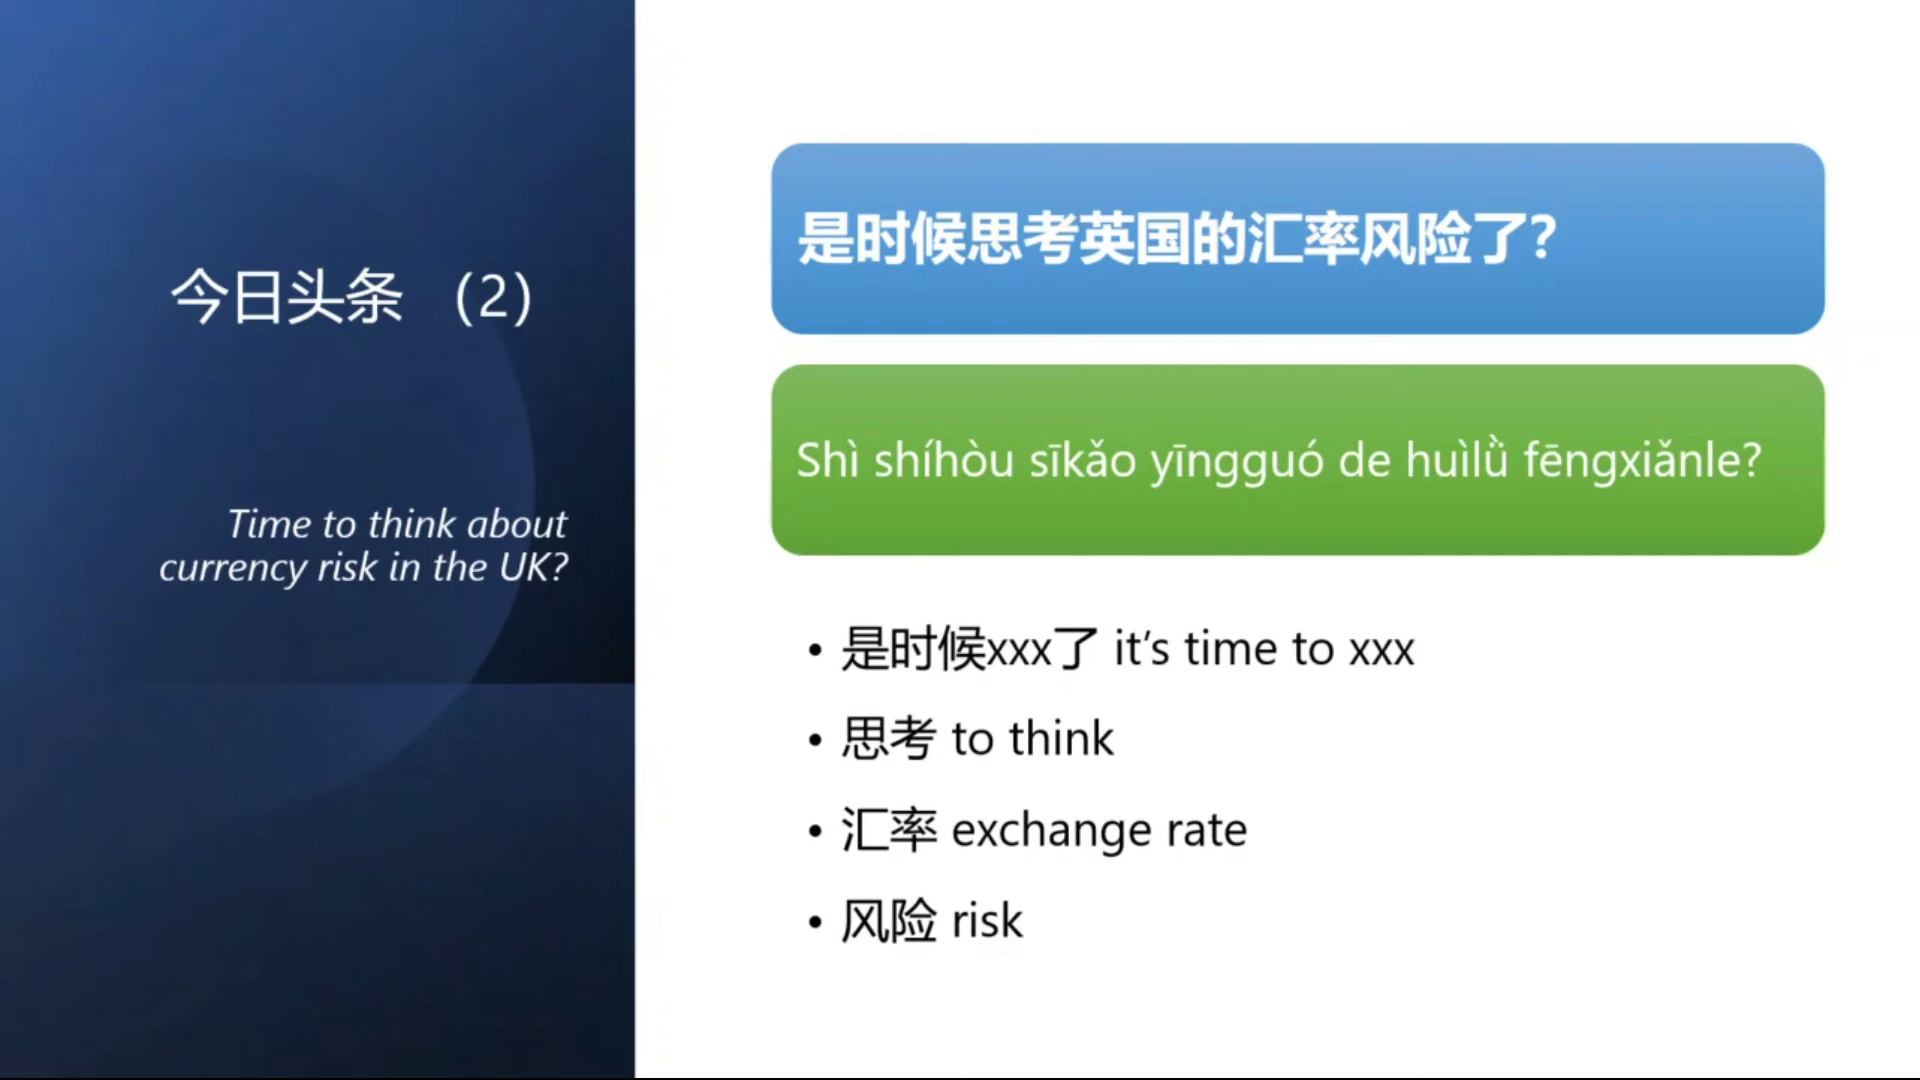 今日头条 （2）
Time to think about
currency risk in the UK?
是时候思考英国的汇率风险了?
Shì shíhòu sīkǎo yīngguó de huìlǜ fēngxiǎnle?
• 是时候xxx了 it’s time to xxx
• 思考 to think
• 汇率 exchange rate
• 风险 risk